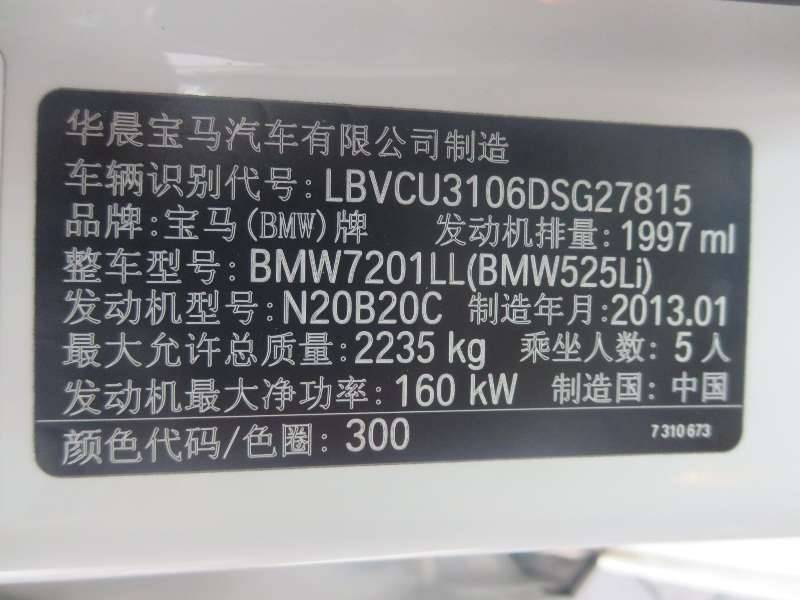 华晨宝马汽车有限公司制造
车辆识别代号:LBVCU3106DSG27815
品牌:宝马(BMW)牌 发动机排量:1997 ml
整车型号:BMW7201LL(BMW525Li)
发动机型号:N20B20C 制造年月:2013.01
最大允许总质量:2235 kg 乘坐人数:5人
发动机最大净功率:160 kW 制造国:中国
颜色代码/色圈:300 7 310 673